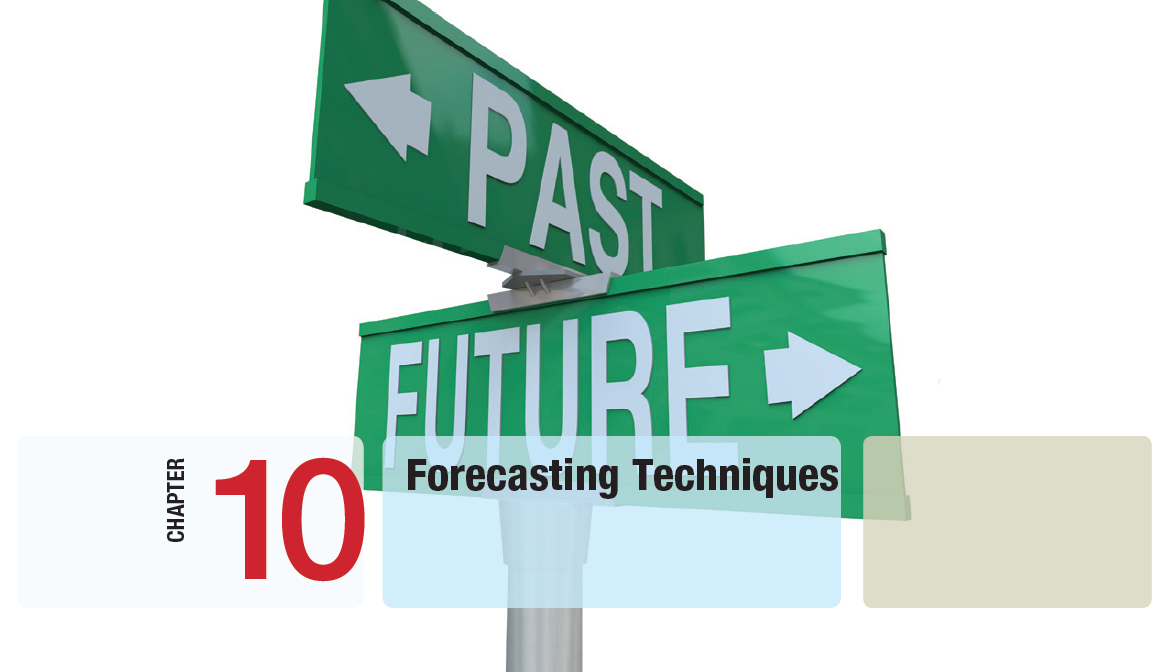 PAST
FUTURE
CHAPTER
10
Forecasting Techniques